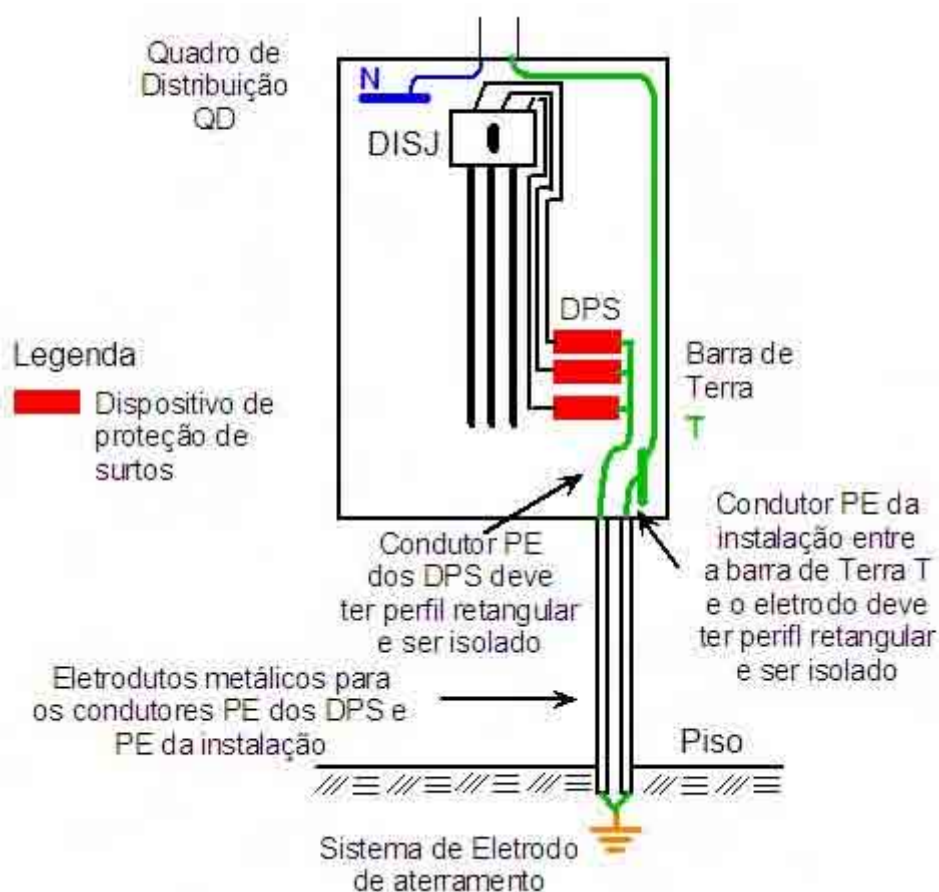 Quadro de
Distribuição
QD
N
DISJ
DPS
Legenda
Dispositivo de
proteção de
surtos
Barra de
Terra
T
Condutor PE
dos DPS deve
ter perfil retangular
e ser isolado
Condutor PE da
instalação entre
a barra de Terra T
e o eletrodo deve
ter perifl retangular
e ser isolado
Eletrodutos metálicos para
os condutores PE dos DPS e
PE da instalação
Piso
Sistema de Eletrodo
de aterramento